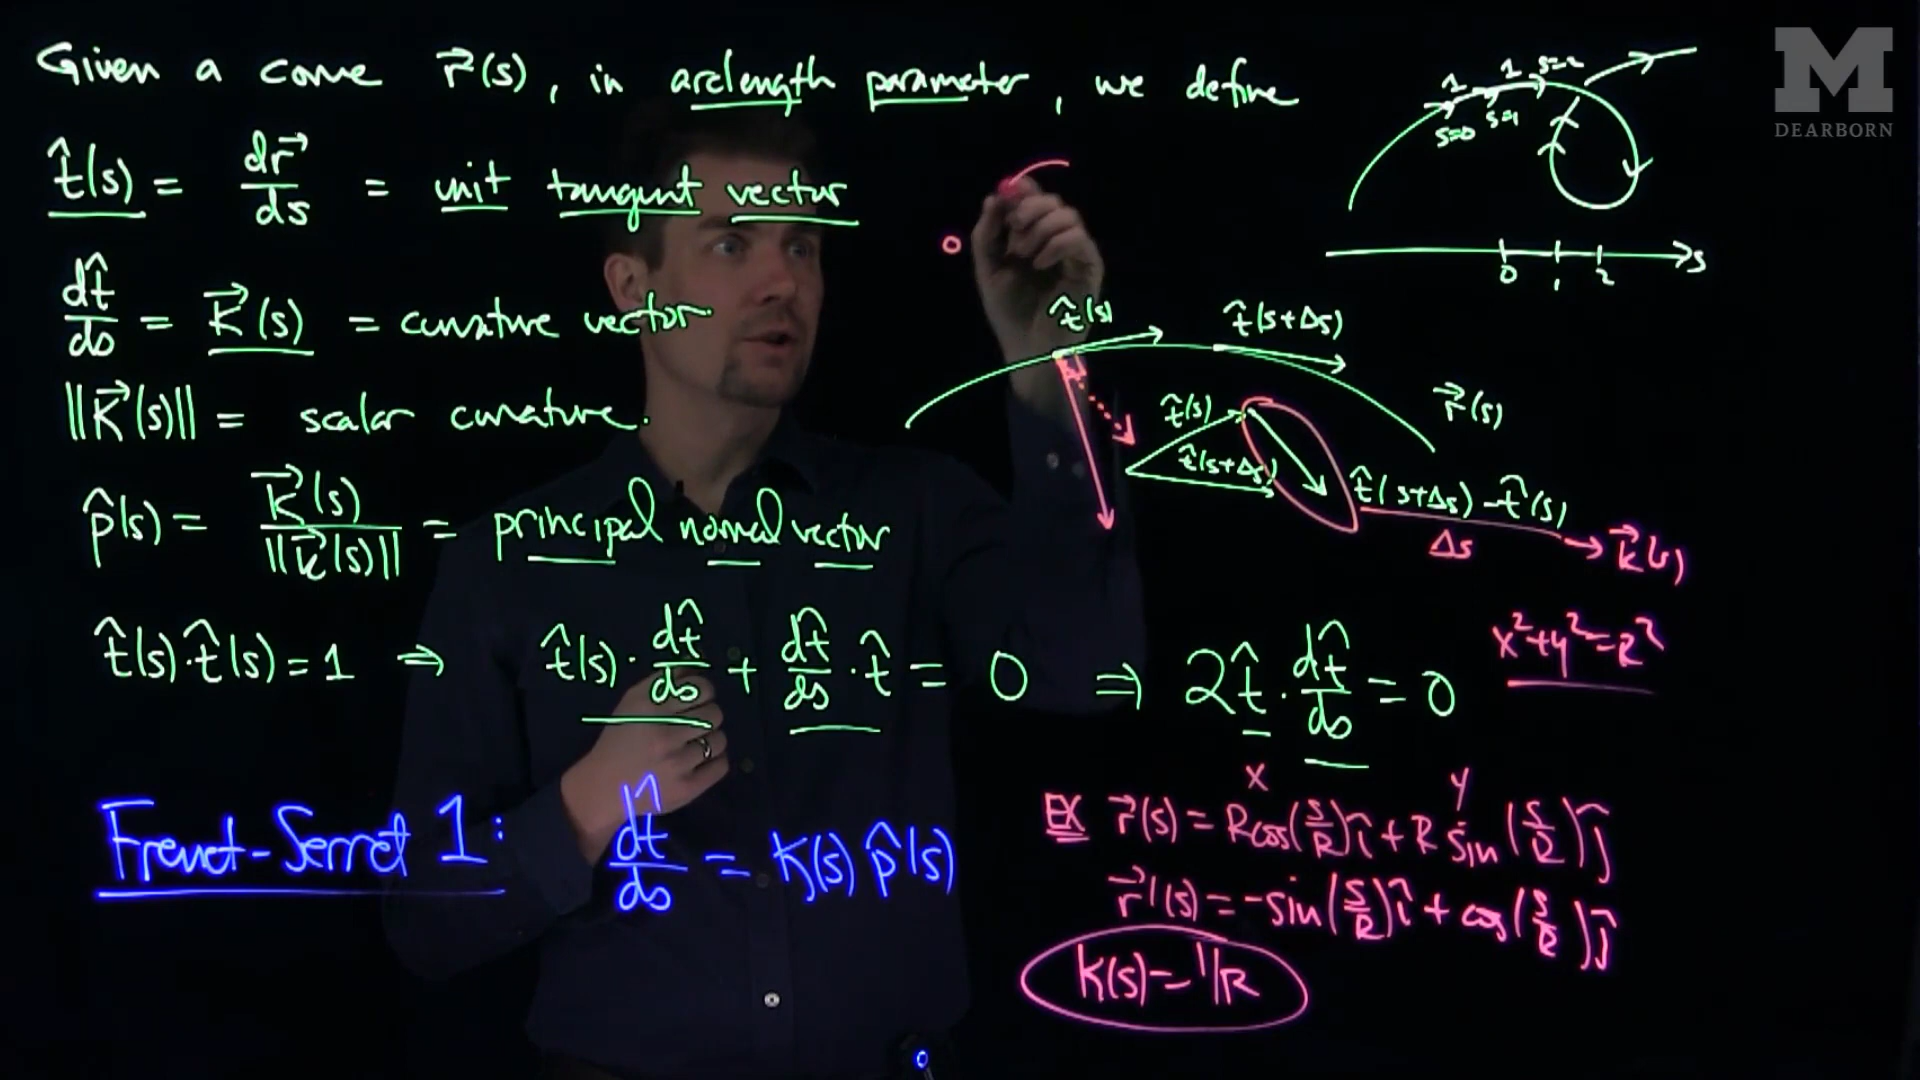 Given a curve r⃗(s), in arclength parameter, we define
t̂(s) = dr⃗/ds = unit tangent vector
dt̂/ds = K⃗(s) = curvature vector.
||K⃗(s)|| = scalar curvature.
p̂(s) = K⃗(s)/||K⃗(s)|| = principal normal vector
t̂(s)·t̂(s) = 1 ⇒ t̂(s)·dt̂/ds + dt̂/ds·t̂ = 0 ⇒ 2t̂·dt̂/ds = 0
Frenet-Serret 1: dt̂/ds = K(s) p̂(s)
1 1 s=2
s=0 s=1
0 1 2 s
t̂(s) t̂(s+Δs)
r⃗(s)
t̂(s)
t̂(s+Δs)
t̂(s+Δs) - t̂(s)
Δs → K⃗(s)
x²+y²=R²
x y
EX r⃗(s) = R cos(s/R)î + R sin(s/R)ĵ
r⃗'(s) = -sin(s/R)î + cos(s/R)ĵ
K(s) = 1/R
M
DEARBORN